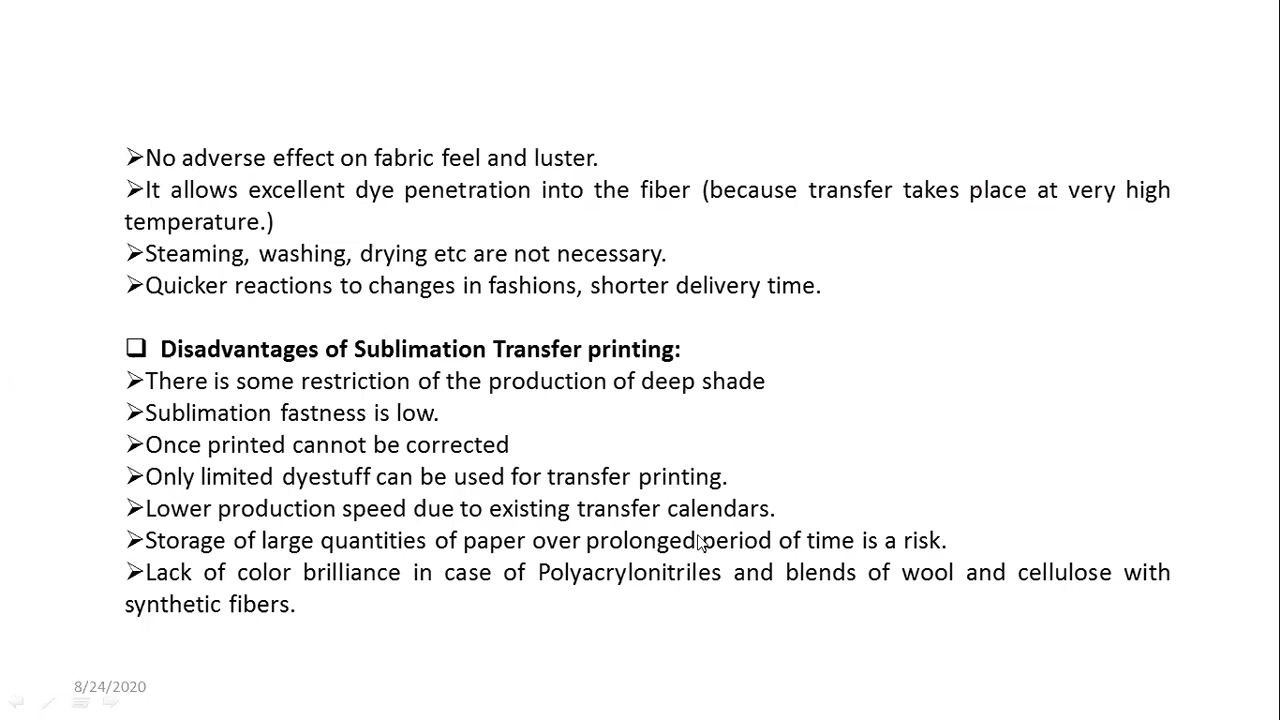 ➢No adverse effect on fabric feel and luster.
➢It allows excellent dye penetration into the fiber (because transfer takes place at very high
temperature.)
➢Steaming, washing, drying etc are not necessary.
➢Quicker reactions to changes in fashions, shorter delivery time.
❑ Disadvantages of Sublimation Transfer printing:
➢There is some restriction of the production of deep shade
➢Sublimation fastness is low.
➢Once printed cannot be corrected
➢Only limited dyestuff can be used for transfer printing.
➢Lower production speed due to existing transfer calendars.
➢Storage of large quantities of paper over prolonged period of time is a risk.
➢Lack of color brilliance in case of Polyacrylonitriles and blends of wool and cellulose with
synthetic fibers.
8/24/2020